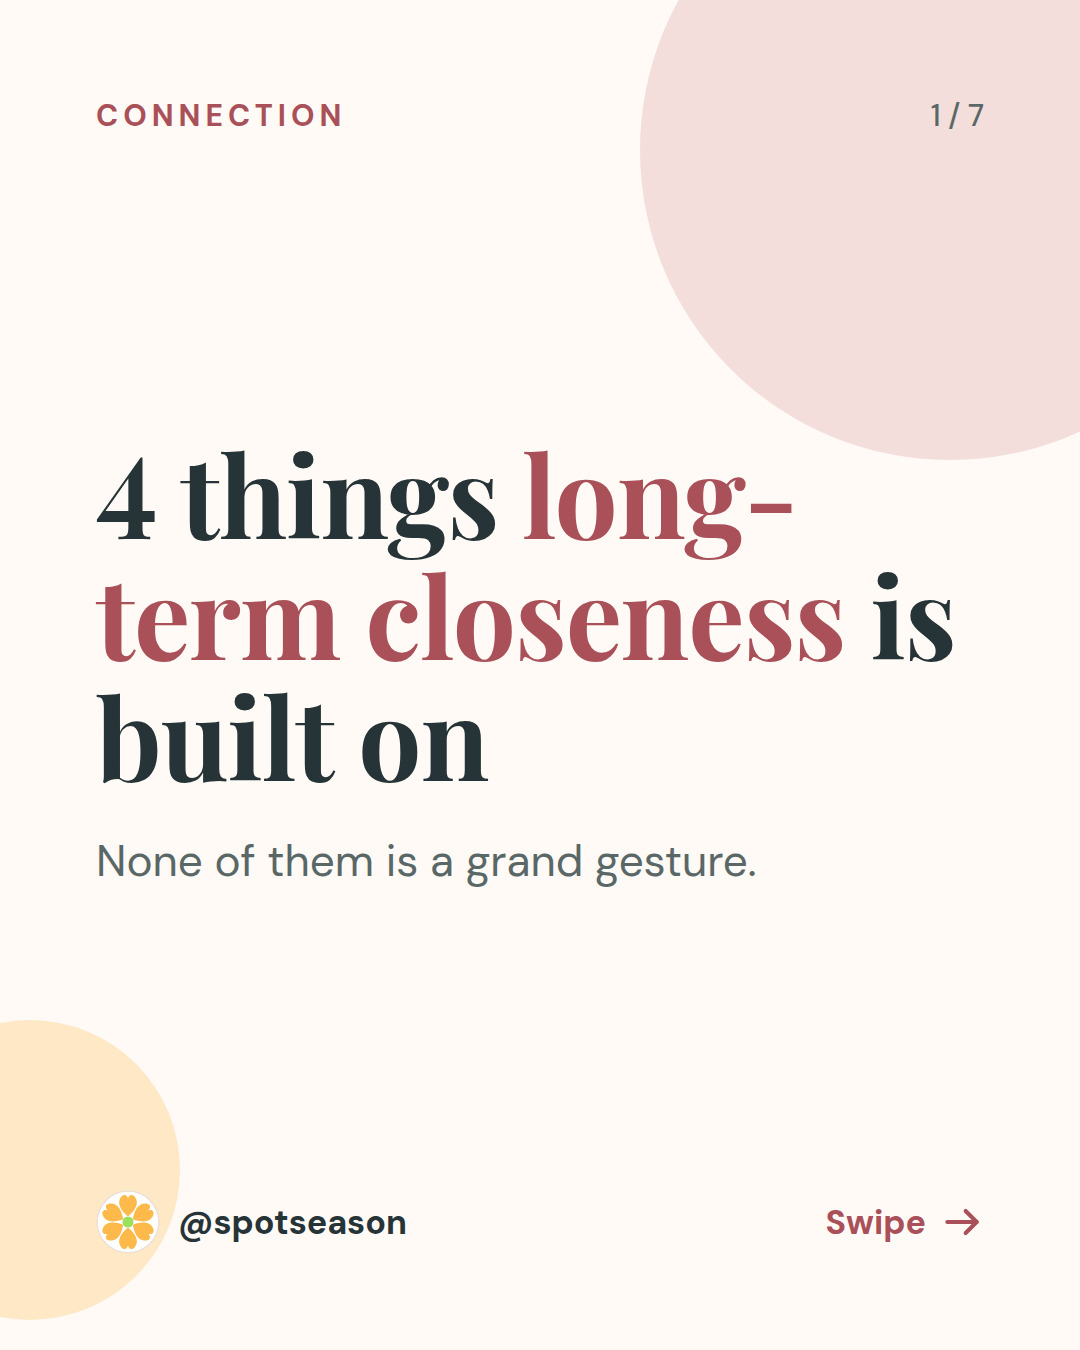 CONNECTION
1 / 7
4 things long-
term closeness is
built on
None of them is a grand gesture.
@spotseason
Swipe →